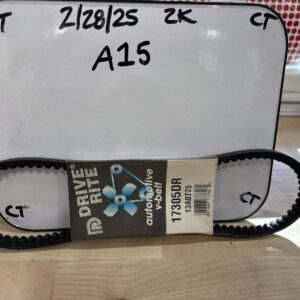 T 2/28/25 2K CT
A15
DRIVE
RITE®
automotive
v-belt
17305DR
13A0775
CT
CT